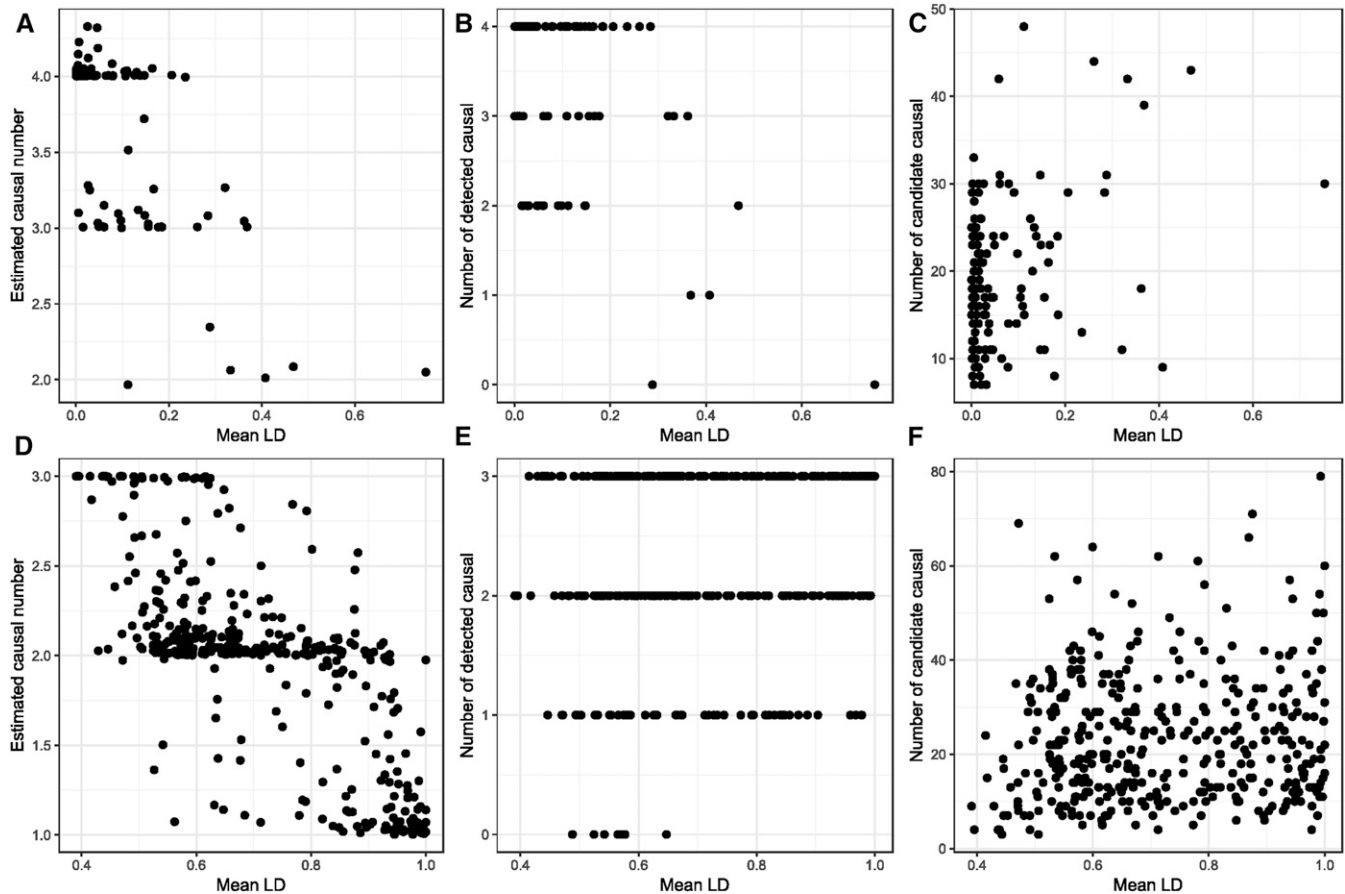 A
Estimated causal number
4.0
3.5
3.0
2.5
2.0
0.0 0.2 0.4 0.6
Mean LD
B
Number of detected causal
4
3
2
1
0
0.0 0.2 0.4 0.6
Mean LD
C
Number of candidate causal
50
40
30
20
10
0.0 0.2 0.4 0.6
Mean LD
D
Estimated causal number
3.0
2.5
2.0
1.5
1.0
0.4 0.6 0.8 1.0
Mean LD
E
Number of detected causal
3
2
1
0
0.4 0.6 0.8 1.0
Mean LD
F
Number of candidate causal
80
60
40
20
0
0.4 0.6 0.8 1.0
Mean LD